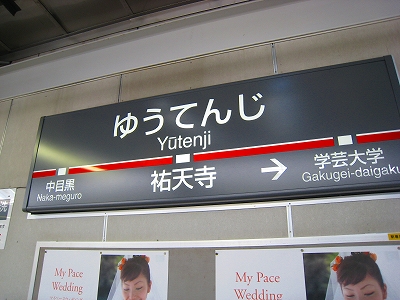 ゆうてんじ
Yūtenji
祐天寺
中目黒
Naka-meguro
→
学芸大学
Gakugei-daigaku
My Pace
Wedding
My Pace
Wedding